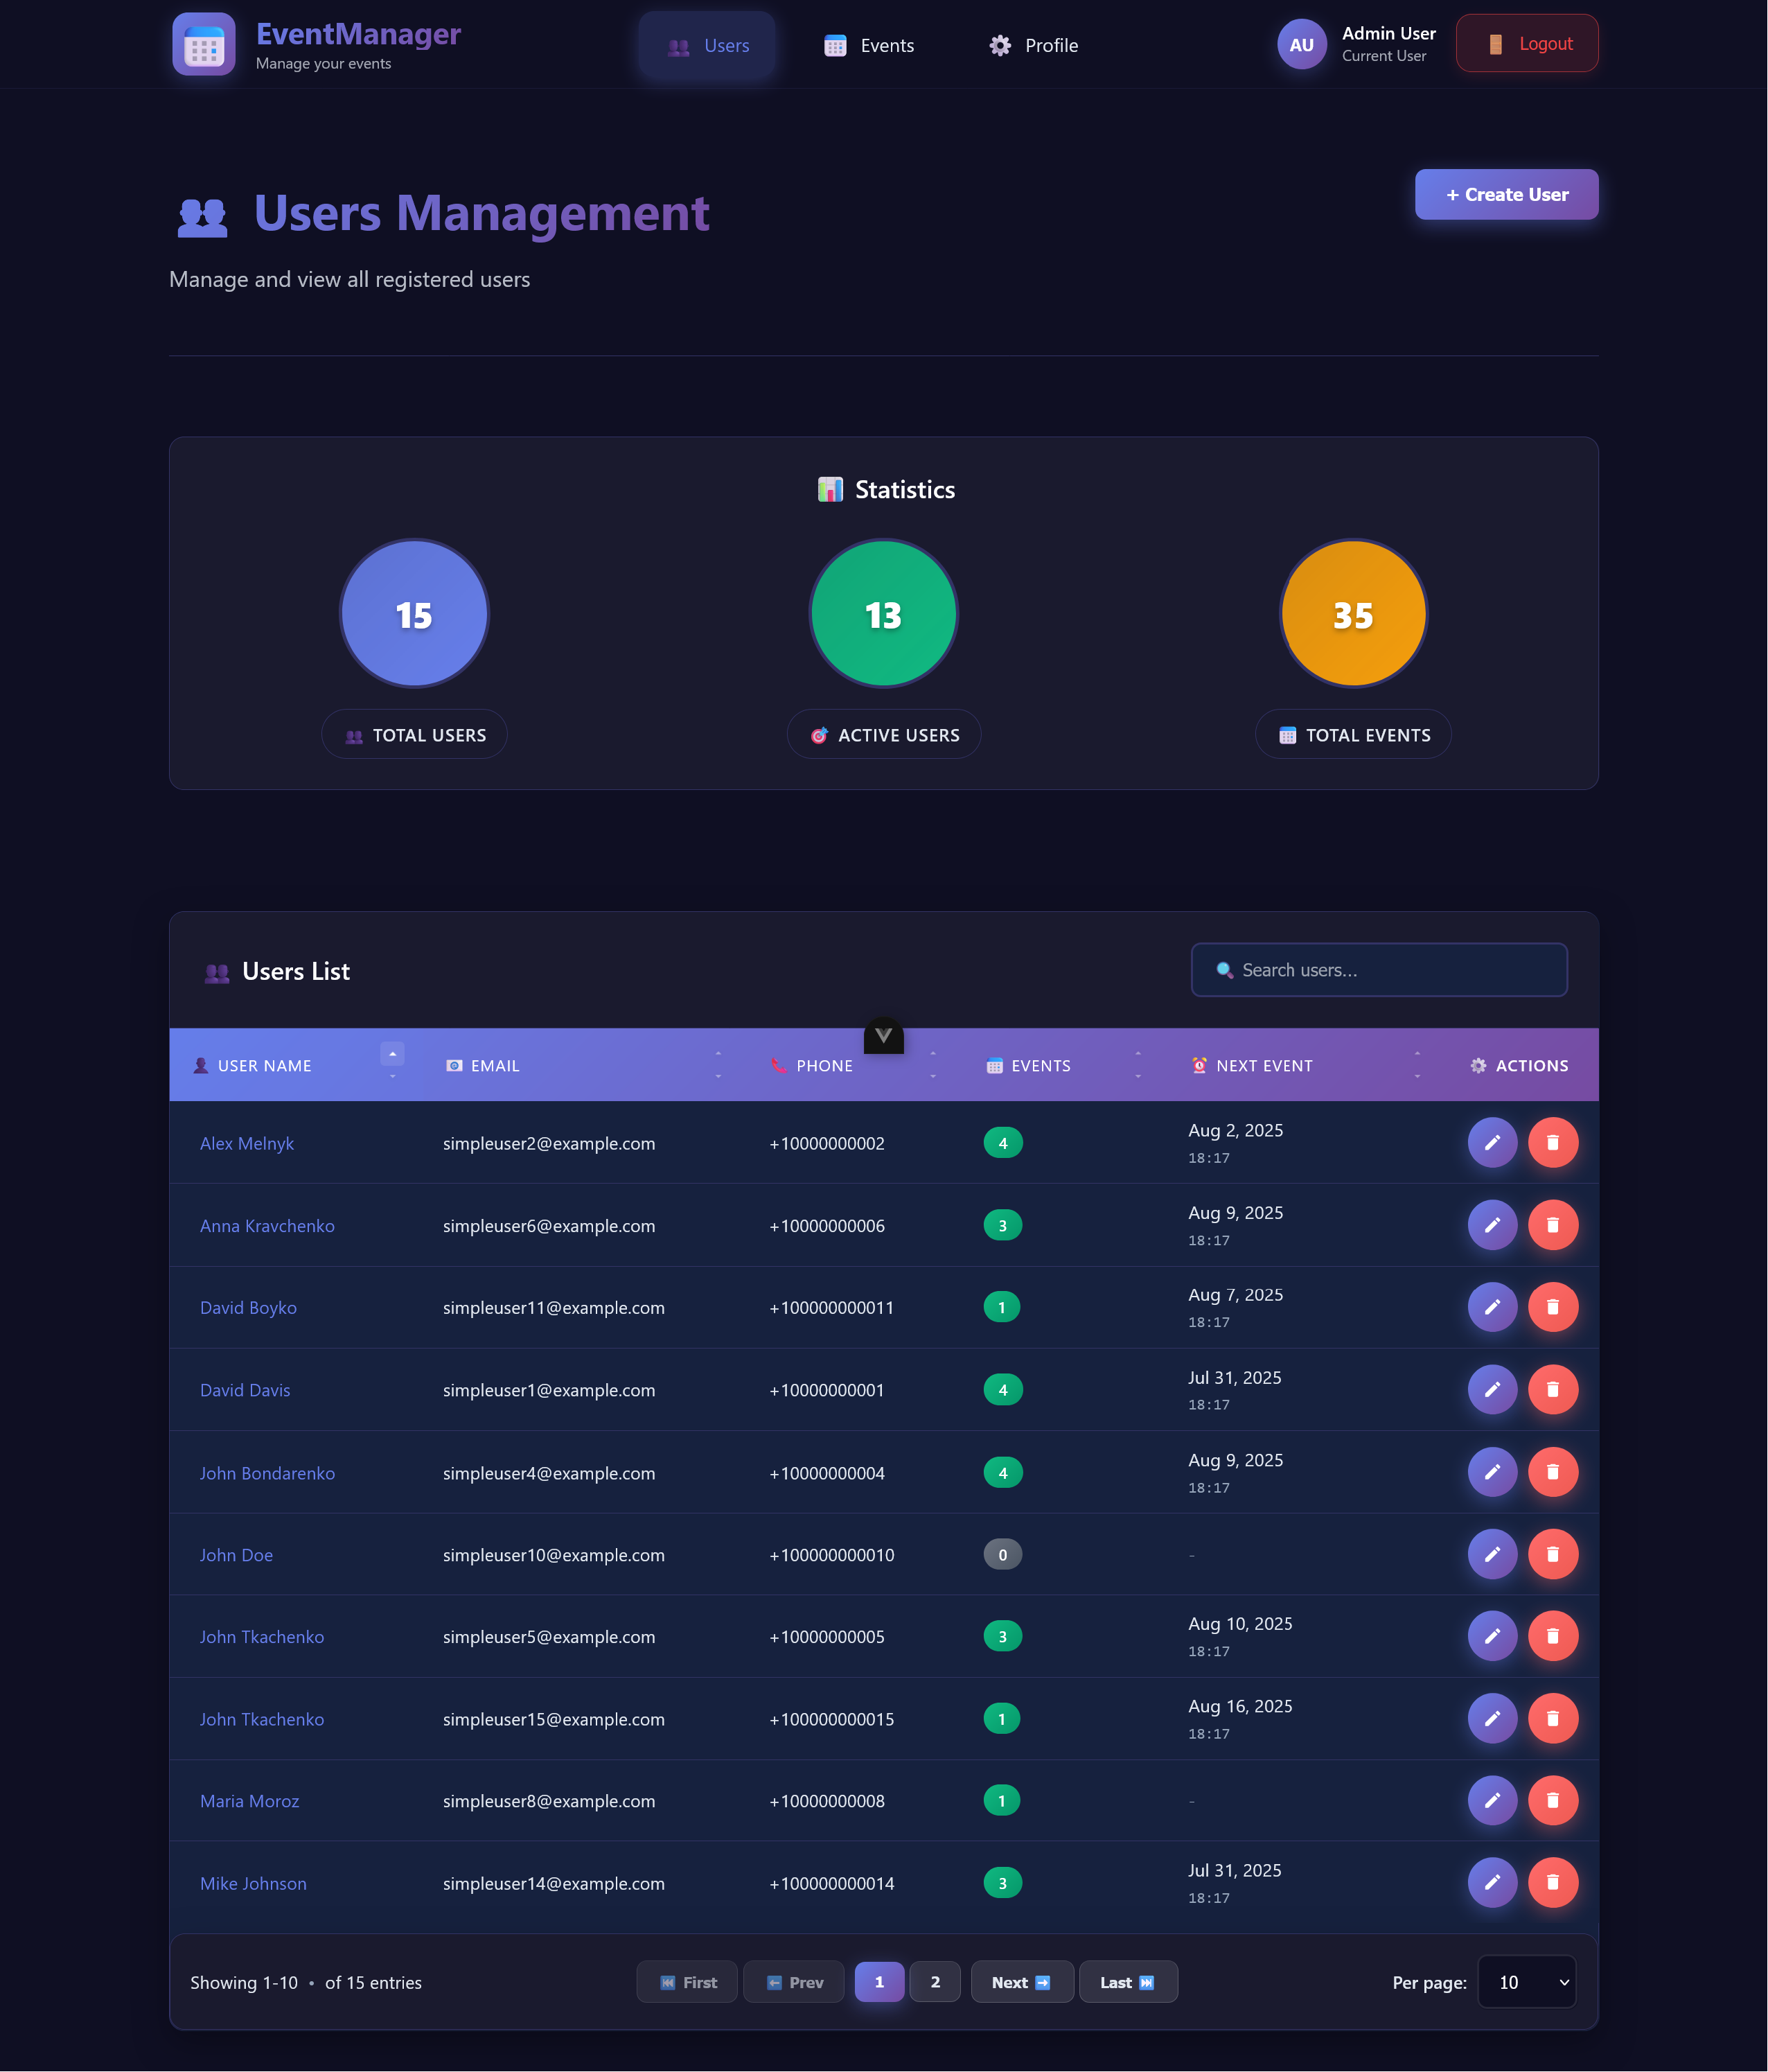 EventManager
Manage your events
Users
Events
Profile
AU
Admin User
Current User
Logout
Users Management
+ Create User
Manage and view all registered users
Statistics
15
13
35
TOTAL USERS
ACTIVE USERS
TOTAL EVENTS
Users List
Search users...
USER NAME EMAIL PHONE EVENTS NEXT EVENT ACTIONS
Alex Melnyk simpleuser2@example.com +10000000002 4 Aug 2, 2025
18:17
Anna Kravchenko simpleuser6@example.com +10000000006 3 Aug 9, 2025
18:17
David Boyko simpleuser11@example.com +100000000011 1 Aug 7, 2025
18:17
David Davis simpleuser1@example.com +10000000001 4 Jul 31, 2025
18:17
John Bondarenko simpleuser4@example.com +10000000004 4 Aug 9, 2025
18:17
John Doe simpleuser10@example.com +100000000010 0 -
John Tkachenko simpleuser5@example.com +10000000005 3 Aug 10, 2025
18:17
John Tkachenko simpleuser15@example.com +100000000015 1 Aug 16, 2025
18:17
Maria Moroz simpleuser8@example.com +10000000008 1 -
Mike Johnson simpleuser14@example.com +100000000014 3 Jul 31, 2025
18:17
Showing 1-10 • of 15 entries First Prev 1 2 Next Last Per page: 10